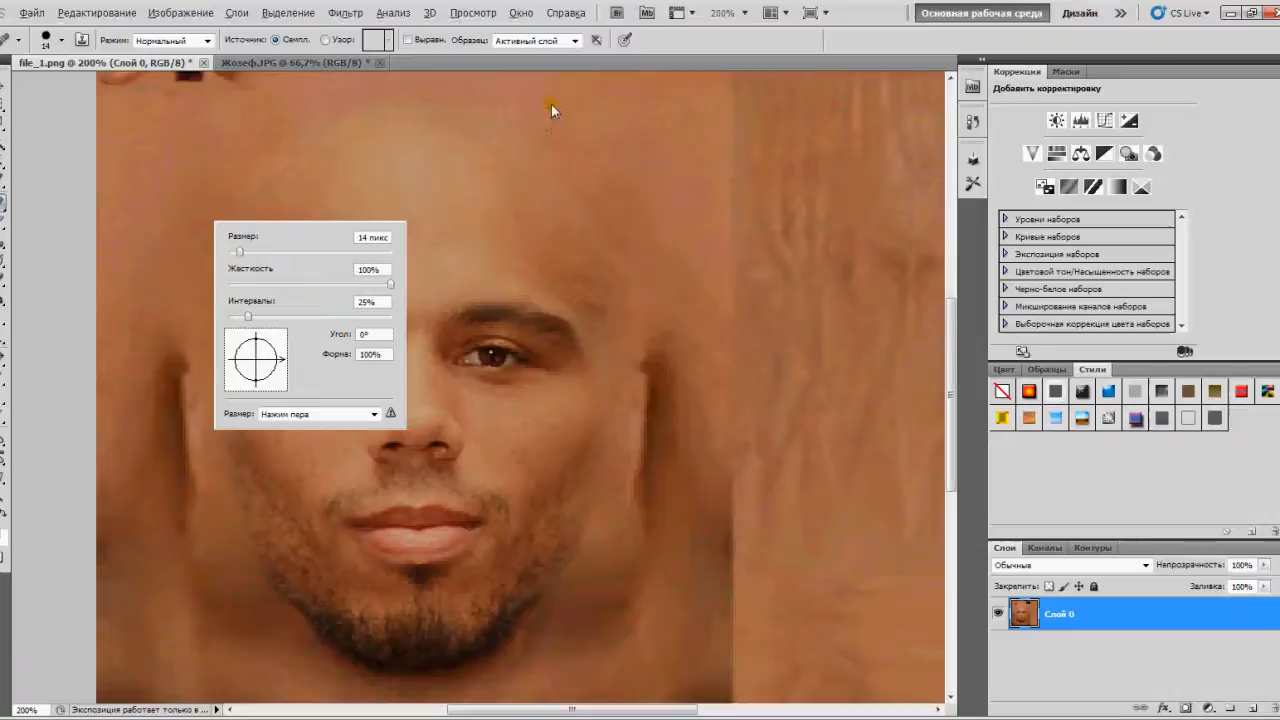 Файл Редактирование Изображение Слои Выделение Фильтр Анализ 3D Просмотр Окно Справка Br Mb 200% Основная рабочая среда Дизайн CS Live
14 Режим: Нормальный Источник: Семпл. Узор: Выравн. Образец: Активный слой
file_1.png @ 200% (Слой 0, RGB/8) * Жозеф.JPG @ 66,7% (RGB/8) *
Коррекция Маски
Mb
Добавить корректировку
Размер: 14 пикс
Жесткость 100%
Интервалы: 25%
Угол: 0°
Форма: 100%
Размер: Нажим пера
Уровни наборов
Кривые наборов
Экспозиция наборов
Цветовой тон/Насыщенность наборов
Черно-белое наборов
Микширование каналов наборов
Выборочная коррекция цвета наборов
Цвет Образцы Стили
Слои Каналы Контуры
Обычные Непрозрачность: 100%
Закрепить: Заливка: 100%
Слой 0
200% Экспозиция работает только в ...